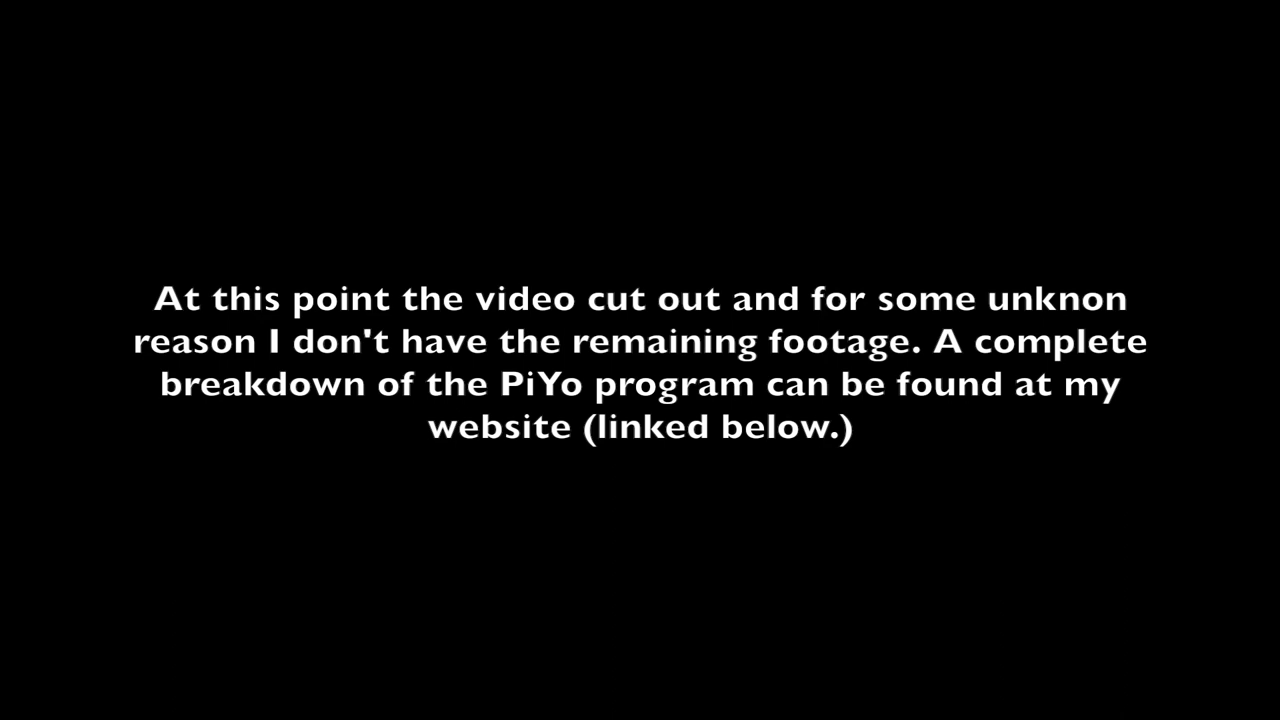 At this point the video cut out and for some unknon
reason I don't have the remaining footage. A complete
breakdown of the PiYo program can be found at my
website (linked below.)